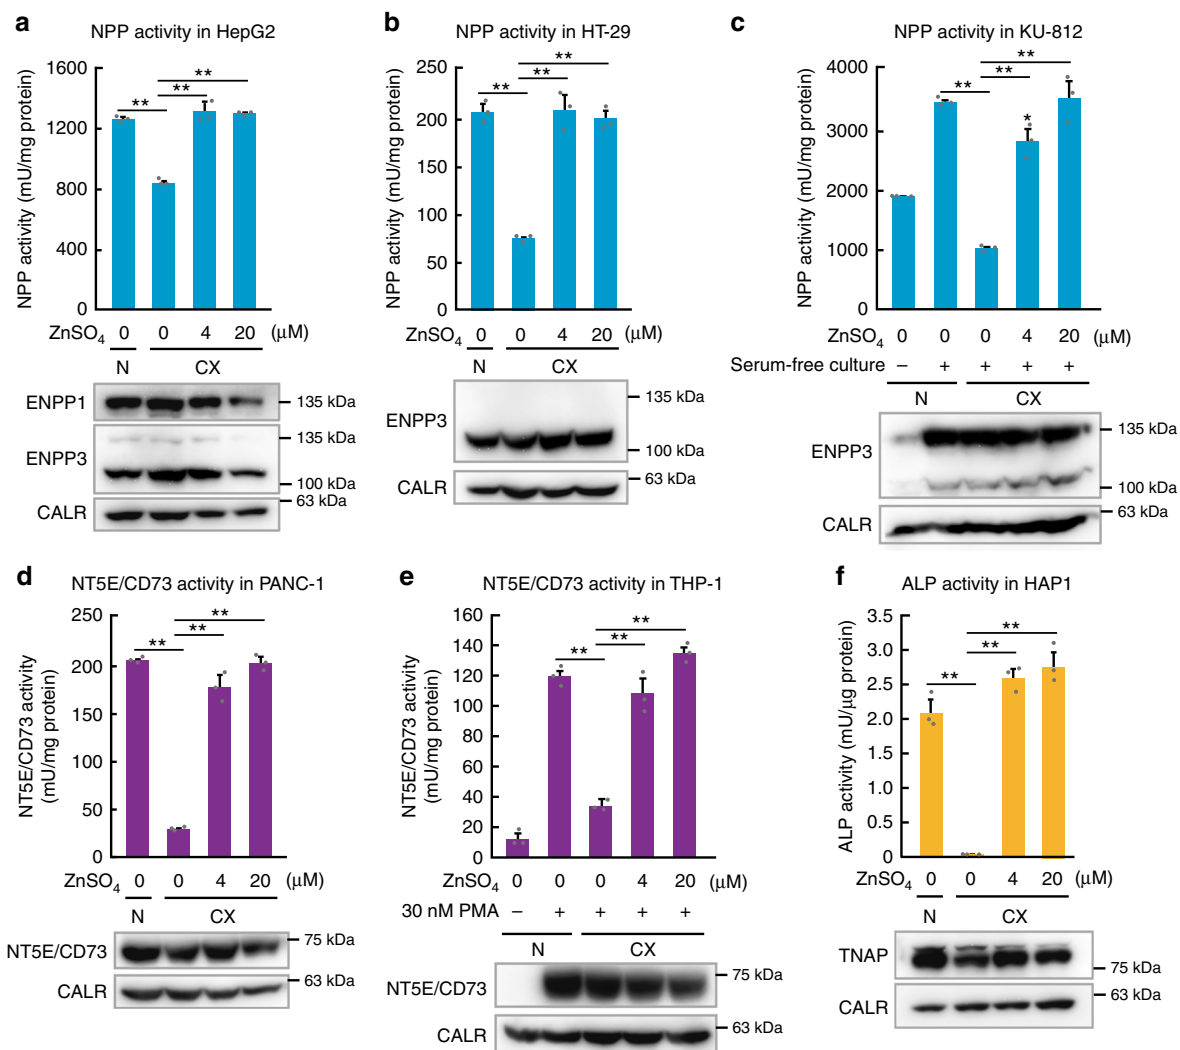 a
NPP activity in HepG2
NPP activity (mU/mg protein)
1600
1200
800
400
0
** ** **
ZnSO4 0 0 4 20 (μM)
N CX
ENPP1 135 kDa
ENPP3 135 kDa
100 kDa
63 kDa
CALR
b
NPP activity in HT-29
NPP activity (mU/mg protein)
250
200
150
100
50
0
** ** **
ZnSO4 0 0 4 20 (μM)
N CX
135 kDa
ENPP3
100 kDa
63 kDa
CALR
c
NPP activity in KU-812
NPP activity (mU/mg protein)
4000
3000
2000
1000
0
** ** ** *
ZnSO4 0 0 0 4 20 (μM)
Serum-free culture – + + + +
N CX
135 kDa
ENPP3
100 kDa
63 kDa
CALR
d
NT5E/CD73 activity in PANC-1
NT5E/CD73 activity
(mU/mg protein)
250
200
150
100
50
0
** ** **
ZnSO4 0 0 4 20 (μM)
N CX
NT5E/CD73 75 kDa
63 kDa
CALR
e
NT5E/CD73 activity in THP-1
NT5E/CD73 activity
(mU/mg protein)
160
140
120
100
80
60
40
20
0
** ** **
ZnSO4 0 0 0 4 20 (μM)
30 nM PMA – + + + +
N CX
NT5E/CD73 75 kDa
CALR 63 kDa
f
ALP activity in HAP1
ALP activity (mU/μg protein)
3.5
3.0
2.5
2.0
1.5
1.0
0.5
0
** ** **
ZnSO4 0 0 4 20 (μM)
N CX
TNAP
75 kDa
63 kDa
CALR